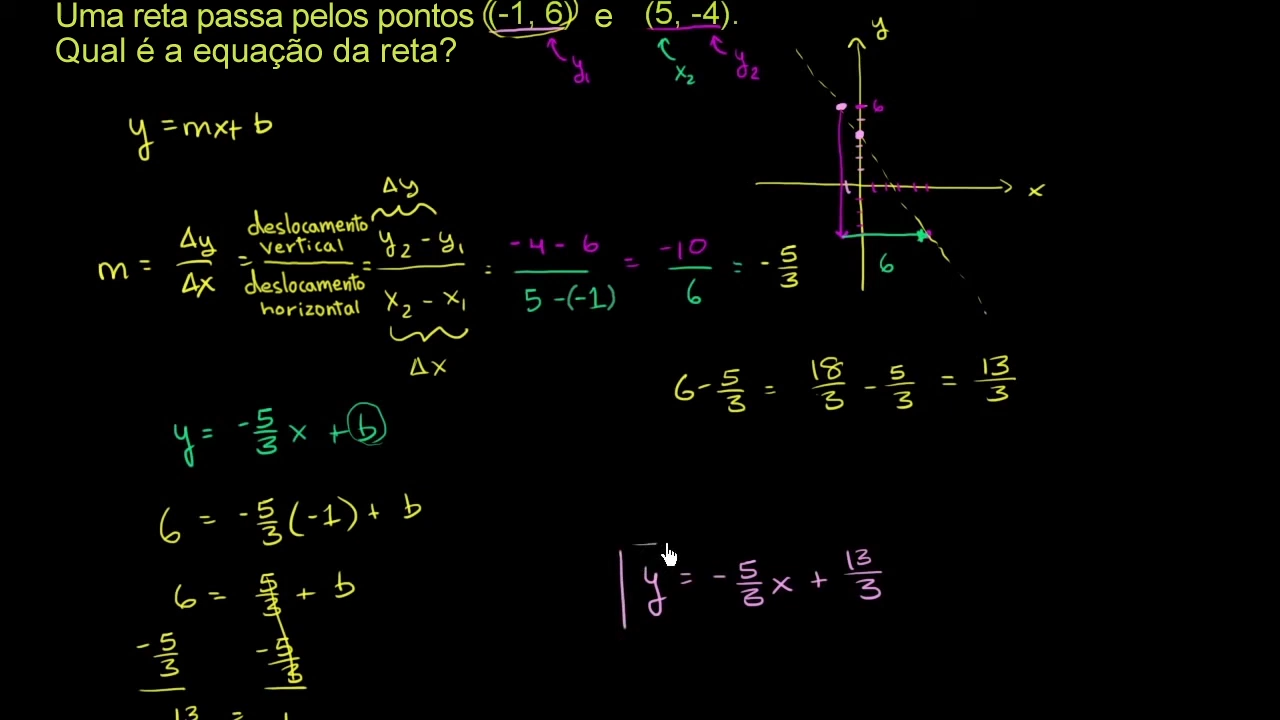 Uma reta passa pelos pontos (-1, 6) e (5, -4).
Qual é a equação da reta?
y₁ x₂ y₂
y
6
x
6
y = mx + b
m = Δy/Δx = deslocamento vertical / deslocamento horizontal = (y₂ - y₁)/(x₂ - x₁) = (-4 - 6)/(5 - (-1)) = -10/6 = -5/3
Δy
Δx
6 - 5/3 = 18/3 - 5/3 = 13/3
y = -5/3 x + b
6 = -5/3 (-1) + b
6 = 5/3 + b
-5/3 -5/3
13 =
y = -5/3 x + 13/3